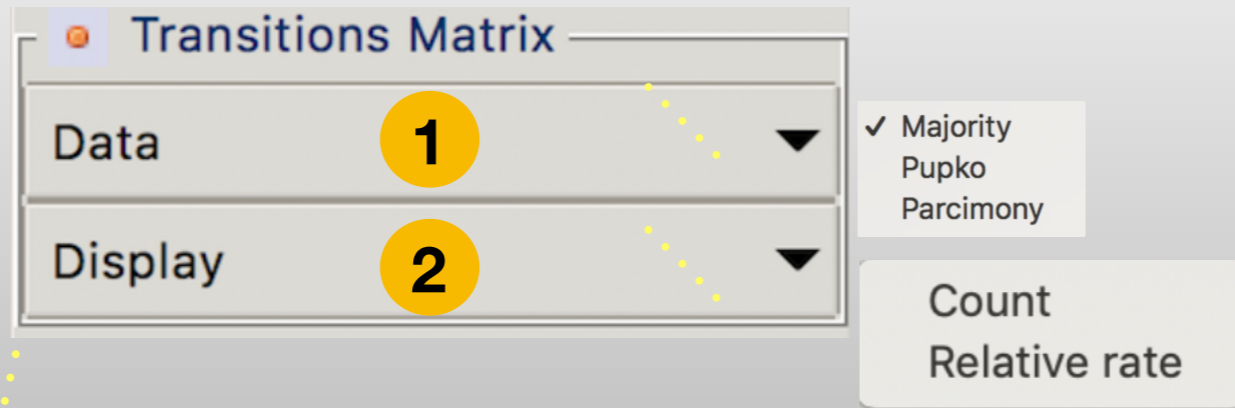 Transitions Matrix
Data
1
✓ Majority
Pupko
Parcimony
Display
2
Count
Relative rate